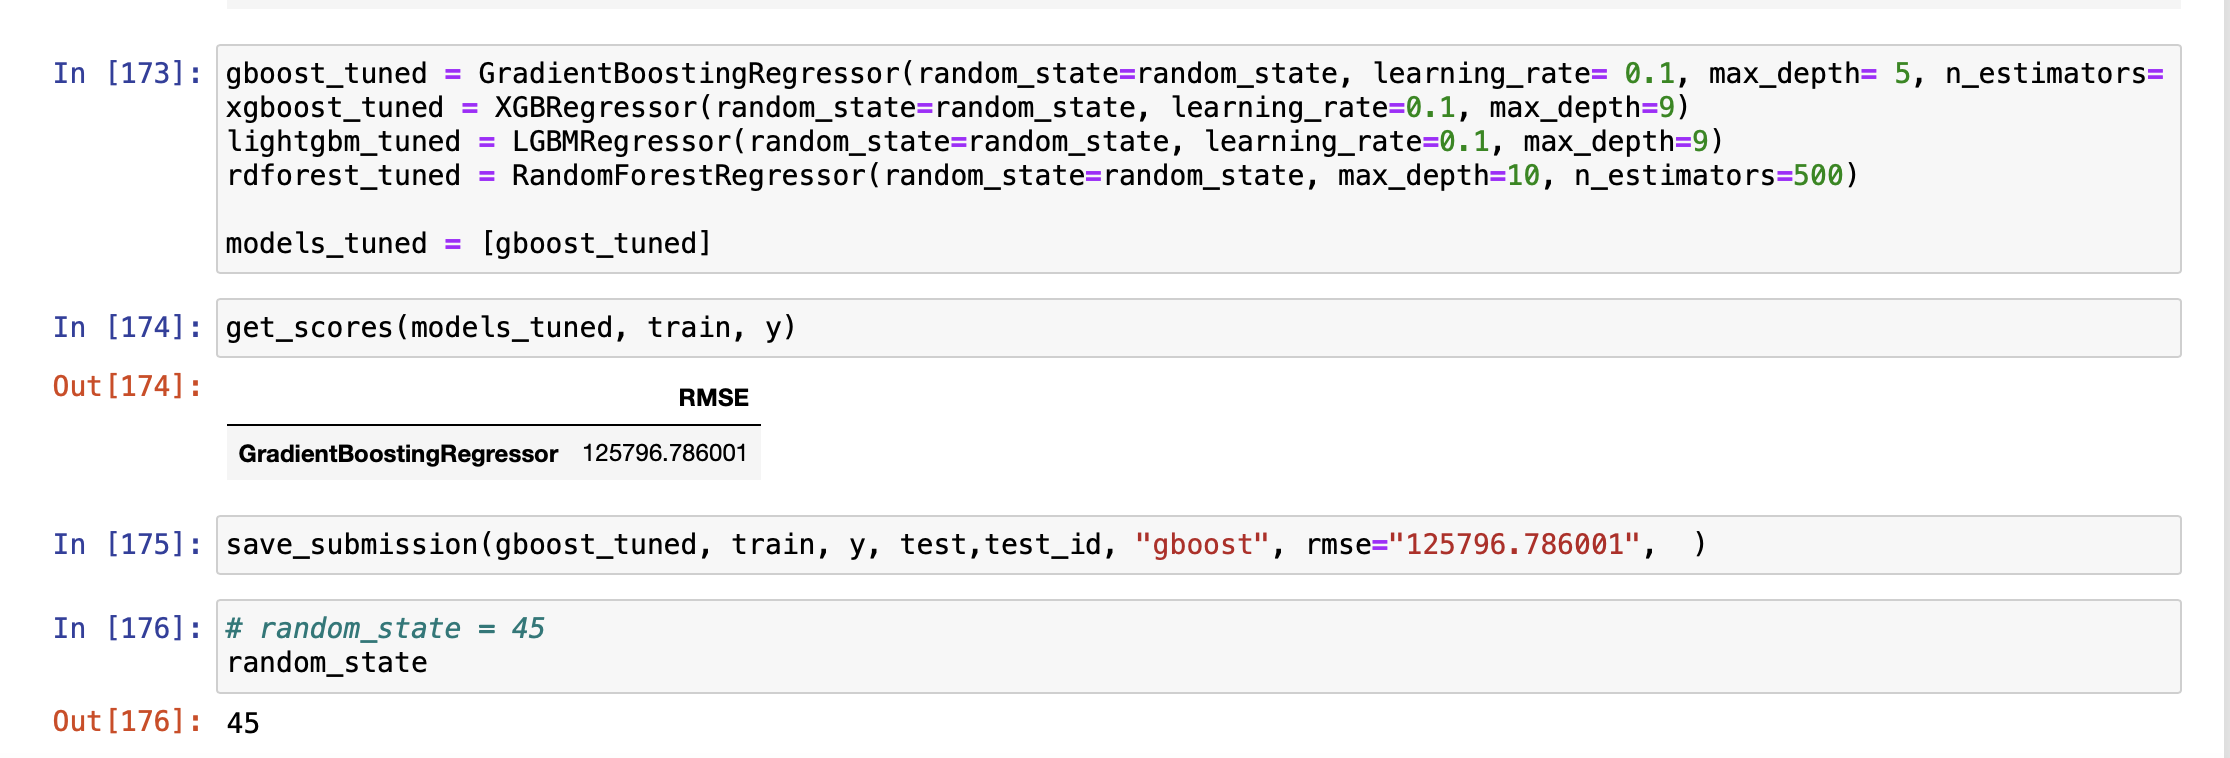 In [173]: gboost_tuned = GradientBoostingRegressor(random_state=random_state, learning_rate= 0.1, max_depth= 5, n_estimators=
xgboost_tuned = XGBRegressor(random_state=random_state, learning_rate=0.1, max_depth=9)
lightgbm_tuned = LGBMRegressor(random_state=random_state, learning_rate=0.1, max_depth=9)
rdforest_tuned = RandomForestRegressor(random_state=random_state, max_depth=10, n_estimators=500)
models_tuned = [gboost_tuned]
In [174]: get_scores(models_tuned, train, y)
Out[174]:
RMSE
GradientBoostingRegressor 125796.786001
In [175]: save_submission(gboost_tuned, train, y, test,test_id, "gboost", rmse="125796.786001",  )
In [176]: # random_state = 45
random_state
Out[176]: 45